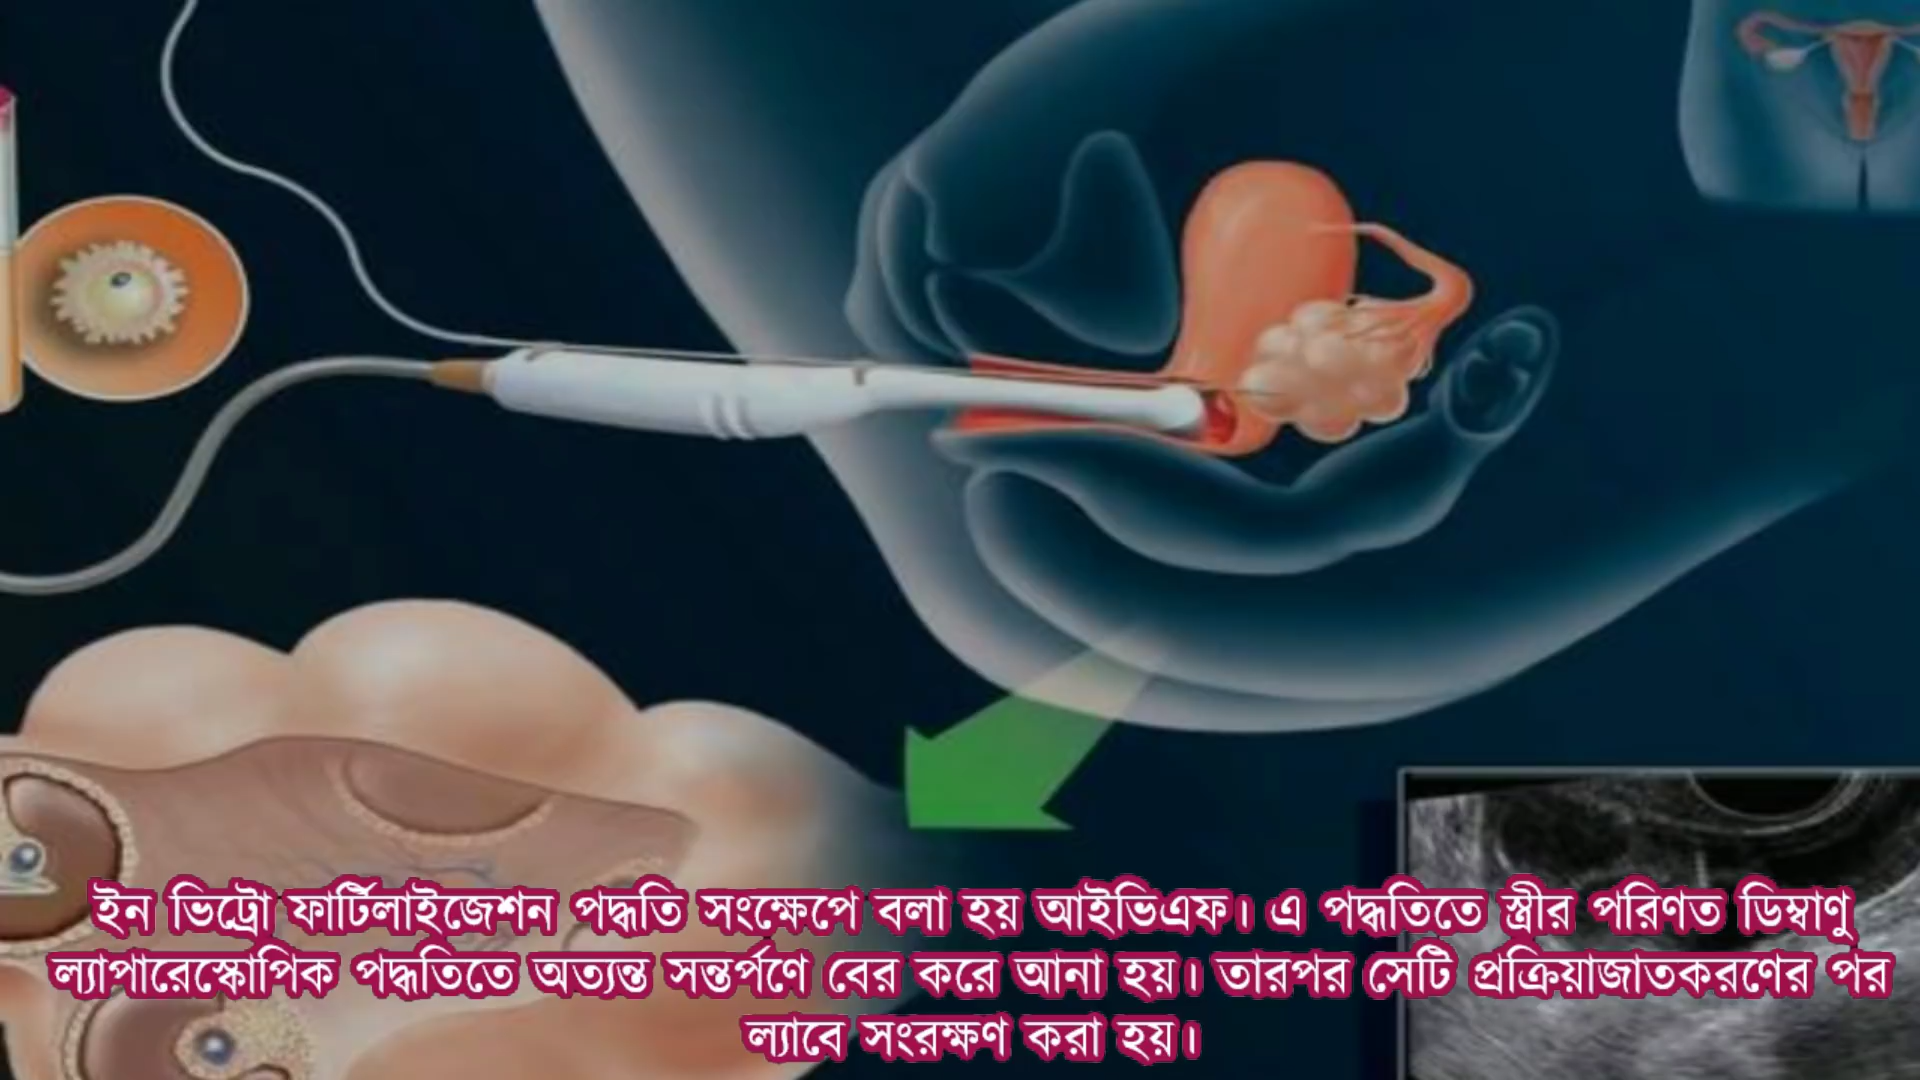 ইন ভিট্রো ফার্টিলাইজেশন পদ্ধতি সংক্ষেপে বলা হয় আইভিএফ। এ পদ্ধতিতে স্ত্রীর পরিণত ডিম্বাণু
ল্যাপারেস্কোপিক পদ্ধতিতে অত্যন্ত সন্তর্পণে বের করে আনা হয়। তারপর সেটি প্রক্রিয়াজাতকরণের পর
ল্যাবে সংরক্ষণ করা হয়।